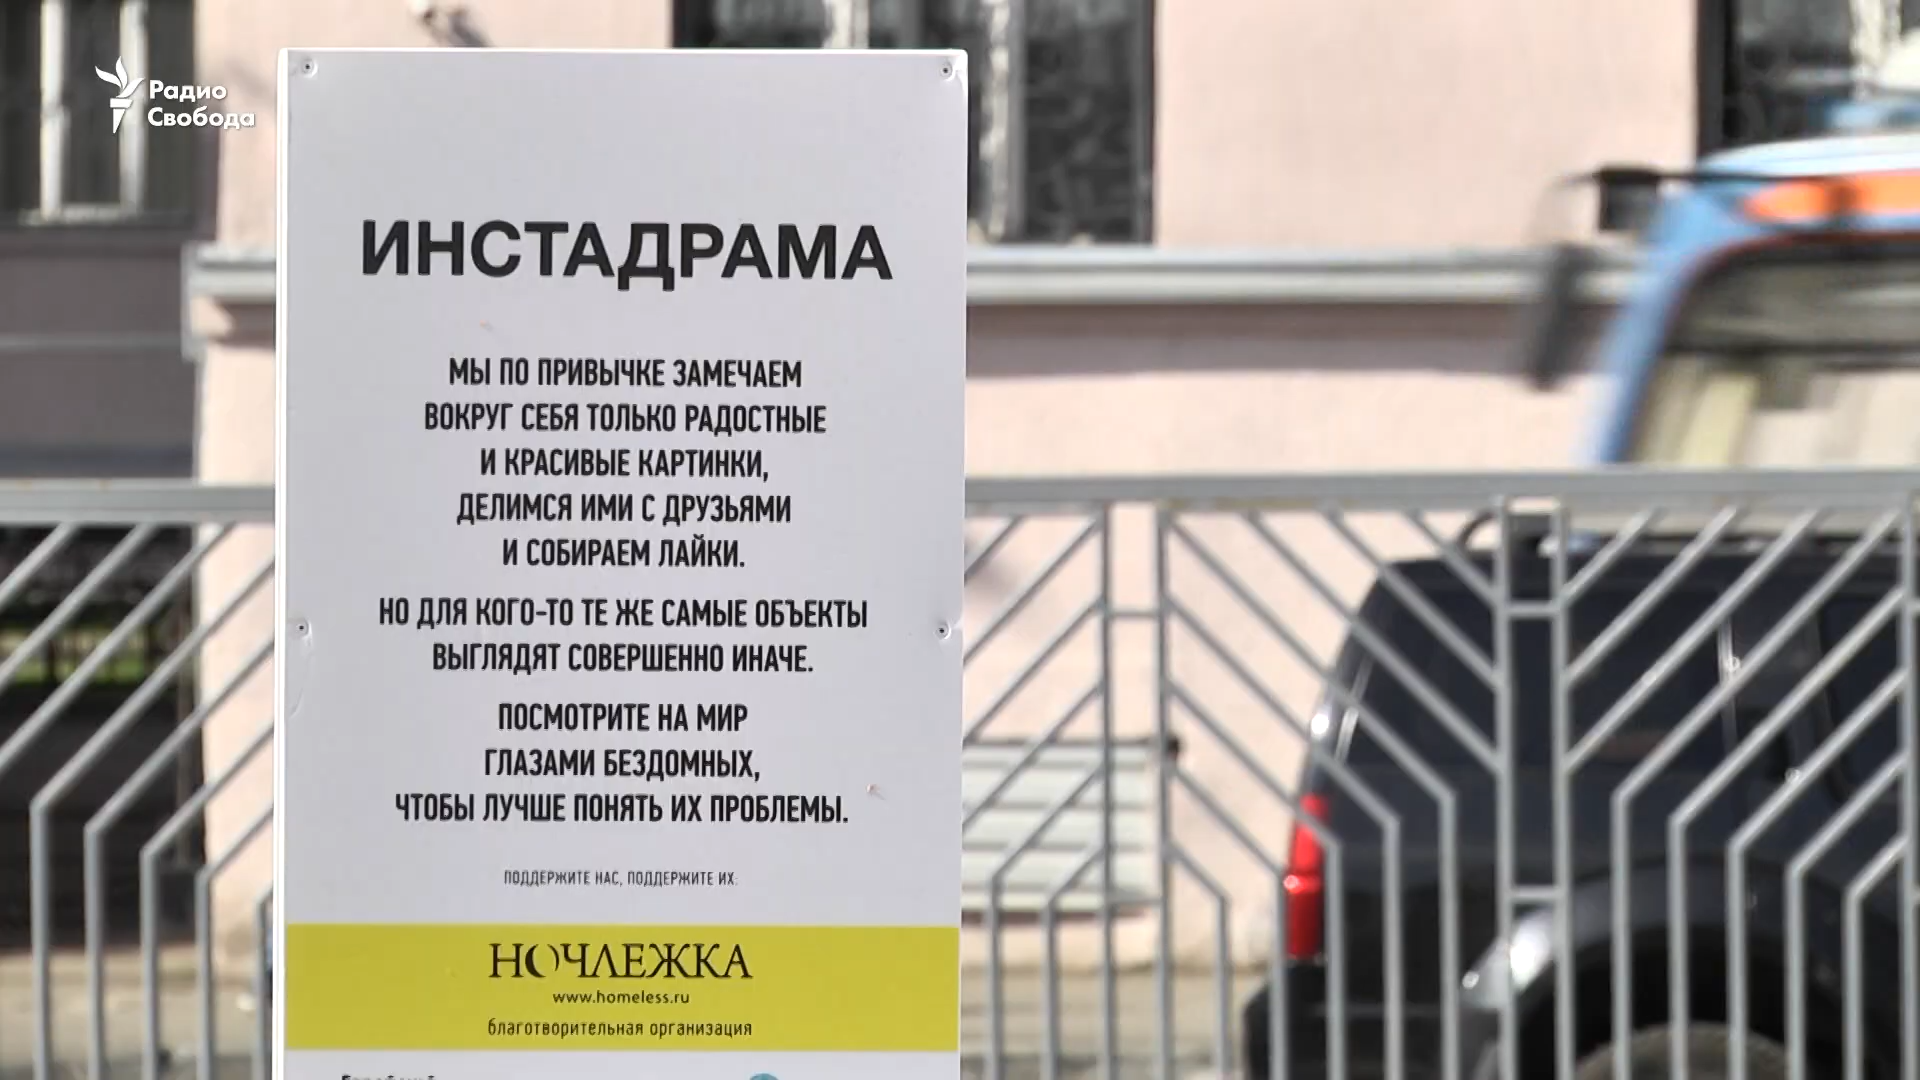 Радио
Свобода
ИНСТАДРАМА
МЫ ПО ПРИВЫЧКЕ ЗАМЕЧАЕМ
ВОКРУГ СЕБЯ ТОЛЬКО РАДОСТНЫЕ
И КРАСИВЫЕ КАРТИНКИ,
ДЕЛИМСЯ ИМИ С ДРУЗЬЯМИ
И СОБИРАЕМ ЛАЙКИ.
НО ДЛЯ КОГО-ТО ТЕ ЖЕ САМЫЕ ОБЪЕКТЫ
ВЫГЛЯДЯТ СОВЕРШЕННО ИНАЧЕ.
ПОСМОТРИТЕ НА МИР
ГЛАЗАМИ БЕЗДОМНЫХ,
ЧТОБЫ ЛУЧШЕ ПОНЯТЬ ИХ ПРОБЛЕМЫ.
ПОДДЕРЖИТЕ НАС, ПОДДЕРЖИТЕ ИХ:
НОЧЛЕЖКА
www.homeless.ru
благотворительная организация